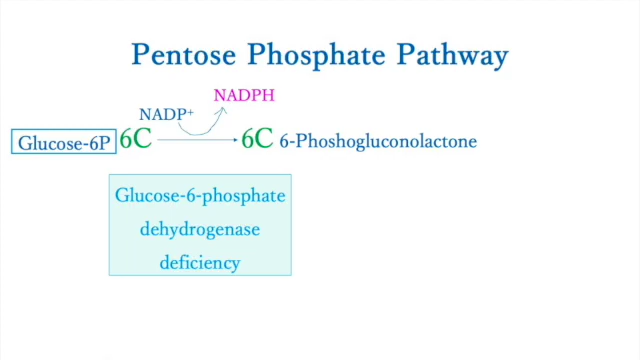 Pentose Phosphate Pathway
NADPH
NADP+
Glucose-6P 6C 6C 6-Phoshogluconolactone
Glucose-6-phosphate
dehydrogenase
deficiency